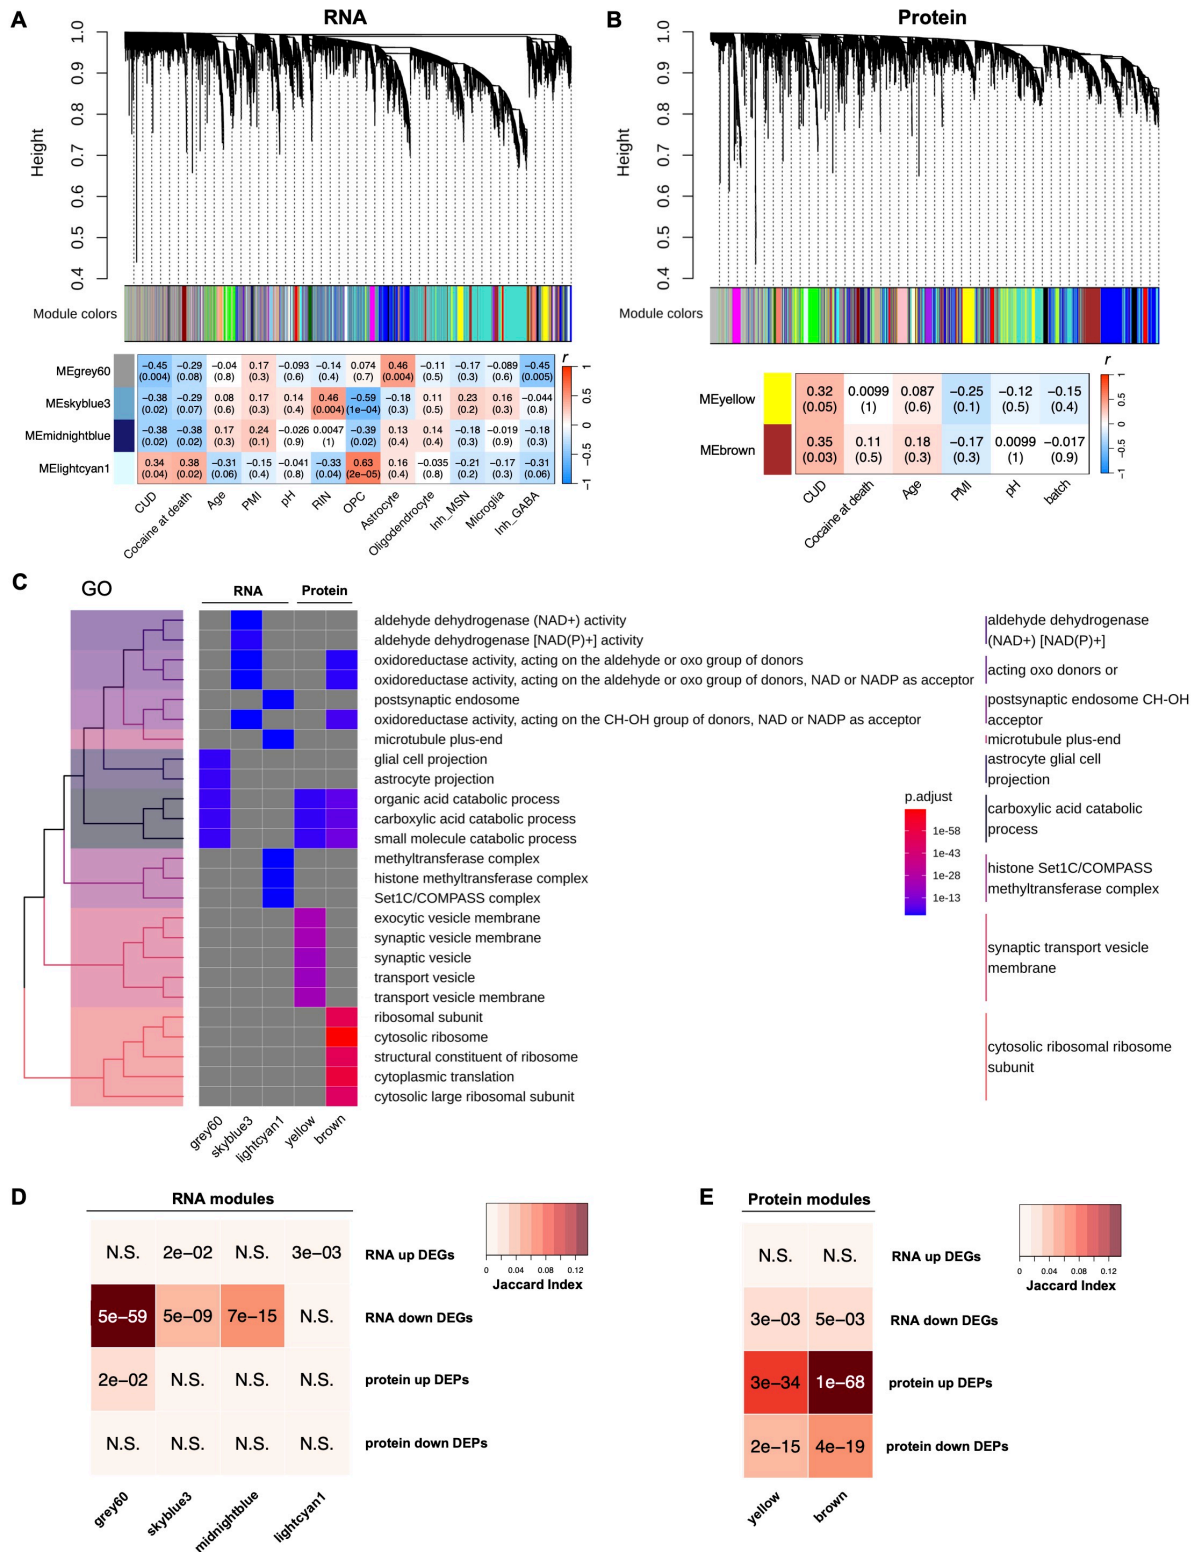 A
RNA
Height
1.0
0.9
0.8
0.7
0.6
0.5
0.4
Module colors
MEgrey60
−0.45 −0.29 −0.04 0.17 −0.093 −0.14 0.074 0.46 −0.11 −0.17 −0.089 −0.45
(0.004) (0.08) (0.8) (0.3) (0.6) (0.4) (0.7) (0.004) (0.5) (0.3) (0.6) (0.005)
MEskyblue3
−0.38 −0.29 0.08 0.17 0.14 0.46 −0.59 −0.18 0.11 0.23 0.16 −0.044
(0.02) (0.07) (0.6) (0.3) (0.4) (0.004) (1e−04) (0.3) (0.5) (0.2) (0.3) (0.8)
MEmidnightblue
−0.38 −0.38 0.17 0.24 −0.026 0.0047 −0.39 0.13 0.14 −0.18 −0.019 −0.18
(0.02) (0.02) (0.3) (0.1) (0.9) (1) (0.02) (0.4) (0.4) (0.3) (0.9) (0.3)
MElightcyan1
0.34 0.38 −0.31 −0.15 −0.041 −0.33 0.63 0.16 −0.035 −0.21 −0.17 −0.31
(0.04) (0.02) (0.06) (0.4) (0.8) (0.04) (2e−05) (0.4) (0.8) (0.2) (0.3) (0.06)
CUD
Cocaine at death
Age
PMI
pH
RIN
OPC
Astrocyte
Oligodendrocyte
Inh_MSN
Microglia
Inh_GABA
r
1
0.5
0
−0.5
−1
B
Protein
Height
1.0
0.9
0.8
0.7
0.6
0.5
0.4
Module colors
MEyellow
0.32 0.0099 0.087 −0.25 −0.12 −0.15
(0.05) (1) (0.6) (0.1) (0.5) (0.4)
MEbrown
0.35 0.11 0.18 −0.17 0.0099 −0.017
(0.03) (0.5) (0.3) (0.3) (1) (0.9)
CUD
Cocaine at death
Age
PMI
pH
batch
r
1
0.5
0
−0.5
−1
C
GO
RNA
Protein
aldehyde dehydrogenase (NAD+) activity
aldehyde dehydrogenase [NAD(P)+] activity
oxidoreductase activity, acting on the aldehyde or oxo group of donors
oxidoreductase activity, acting on the aldehyde or oxo group of donors, NAD or NADP as acceptor
postsynaptic endosome
oxidoreductase activity, acting on the CH-OH group of donors, NAD or NADP as acceptor
microtubule plus-end
glial cell projection
astrocyte projection
organic acid catabolic process
carboxylic acid catabolic process
small molecule catabolic process
methyltransferase complex
histone methyltransferase complex
Set1C/COMPASS complex
exocytic vesicle membrane
synaptic vesicle membrane
synaptic vesicle
transport vesicle
transport vesicle membrane
ribosomal subunit
cytosolic ribosome
structural constituent of ribosome
cytoplasmic translation
cytosolic large ribosomal subunit
grey60
skyblue3
lightcyan1
yellow
brown
p.adjust
1e-58
1e-43
1e-28
1e-13
aldehyde dehydrogenase
(NAD+) [NAD(P)+]
acting oxo donors or
postsynaptic endosome CH-OH
acceptor
microtubule plus-end
astrocyte glial cell
projection
carboxylic acid catabolic
process
histone Set1C/COMPASS
methyltransferase complex
synaptic transport vesicle
membrane
cytosolic ribosomal ribosome
subunit
D
RNA modules
N.S. 2e−02 N.S. 3e−03 RNA up DEGs
5e−59 5e−09 7e−15 N.S. RNA down DEGs
2e−02 N.S. N.S. N.S. protein up DEPs
N.S. N.S. N.S. N.S. protein down DEPs
grey60
skyblue3
midnightblue
lightcyan1
0 0.04 0.08 0.12
Jaccard Index
E
Protein modules
N.S. N.S. RNA up DEGs
3e−03 5e−03 RNA down DEGs
3e−34 1e−68 protein up DEPs
2e−15 4e−19 protein down DEPs
yellow
brown
0 0.04 0.08 0.12
Jaccard Index